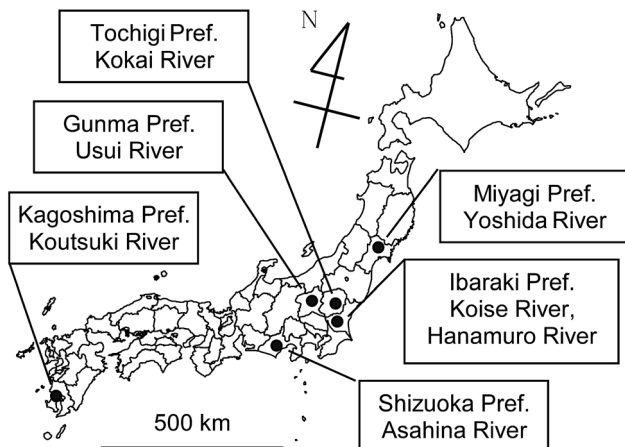 Tochigi Pref.
Kokai River
N
Gunma Pref.
Usui River
Kagoshima Pref.
Koutsuki River
Miyagi Pref.
Yoshida River
Ibaraki Pref.
Koise River,
Hanamuro River
Shizuoka Pref.
Asahina River
500 km